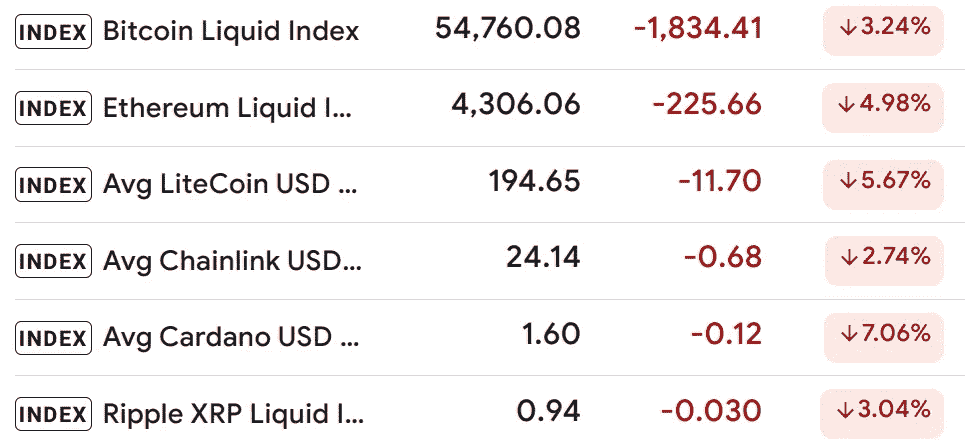 INDEX Bitcoin Liquid Index 54,760.08 -1,834.41 ↓3.24%
INDEX Ethereum Liquid I... 4,306.06 -225.66 ↓4.98%
INDEX Avg LiteCoin USD ... 194.65 -11.70 ↓5.67%
INDEX Avg Chainlink USD... 24.14 -0.68 ↓2.74%
INDEX Avg Cardano USD ... 1.60 -0.12 ↓7.06%
INDEX Ripple XRP Liquid I... 0.94 -0.030 ↓3.04%